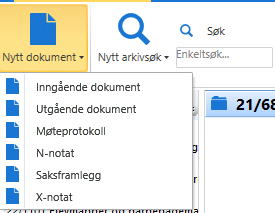 Nytt dokument
Nytt arkivsøk
Søk
Enkeltsøk...
Inngående dokument
Utgående dokument
Møteprotokoll
N-notat
Saksframlegg
X-notat
21/68